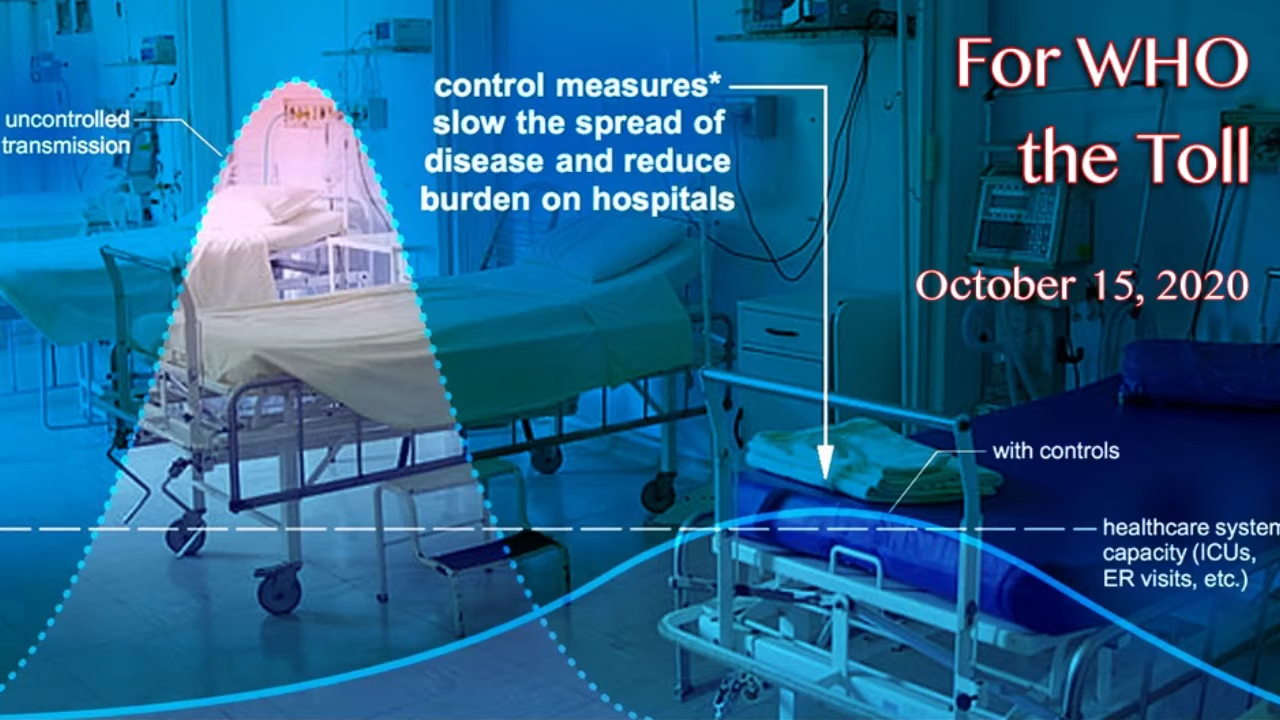 For WHO
the Toll
October 15, 2020
control measures*
slow the spread of
disease and reduce
burden on hospitals
uncontrolled
transmission
with controls
healthcare system
capacity (ICUs,
ER visits, etc.)